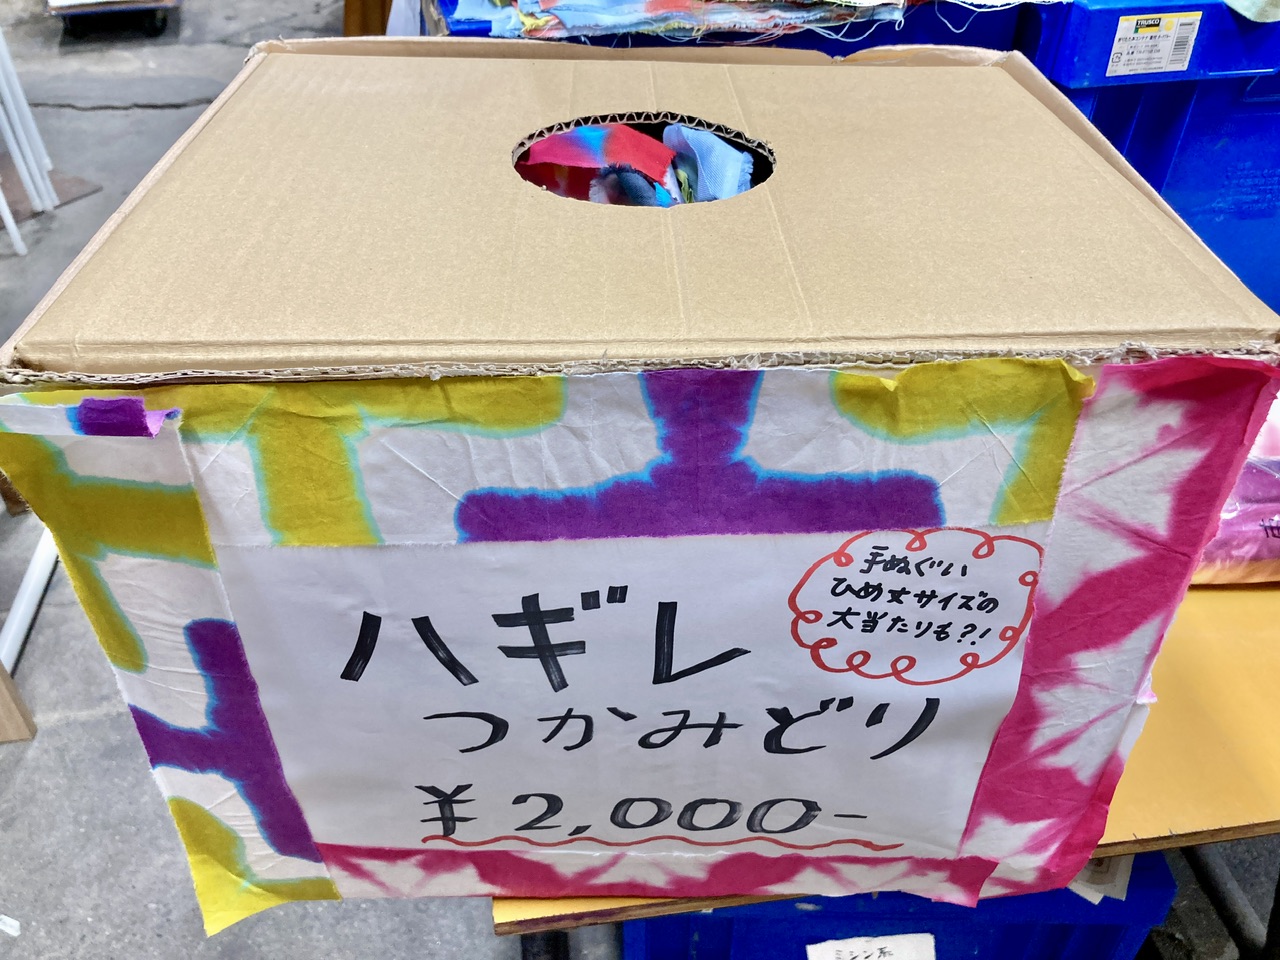 TRUSCO
手ぬぐい
ひめ丈サイズの
大当たりも?!
ハギレ
つかみどり
¥2,000-
ミシン系